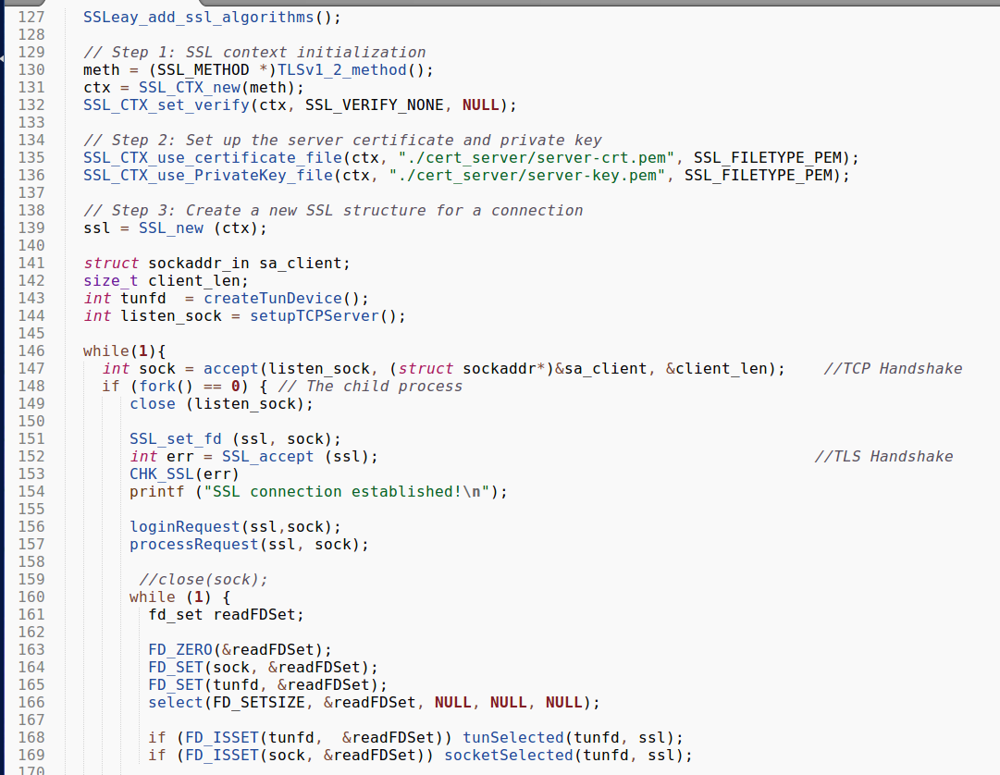 127 SSLeay_add_ssl_algorithms();
128
129 // Step 1: SSL context initialization
130 meth = (SSL_METHOD *)TLSv1_2_method();
131 ctx = SSL_CTX_new(meth);
132 SSL_CTX_set_verify(ctx, SSL_VERIFY_NONE, NULL);
133
134 // Step 2: Set up the server certificate and private key
135 SSL_CTX_use_certificate_file(ctx, "./cert_server/server-crt.pem", SSL_FILETYPE_PEM);
136 SSL_CTX_use_PrivateKey_file(ctx, "./cert_server/server-key.pem", SSL_FILETYPE_PEM);
137
138 // Step 3: Create a new SSL structure for a connection
139 ssl = SSL_new (ctx);
140
141 struct sockaddr_in sa_client;
142 size_t client_len;
143 int tunfd  = createTunDevice();
144 int listen_sock = setupTCPServer();
145
146 while(1){
147 int sock = accept(listen_sock, (struct sockaddr*)&sa_client, &client_len);    //TCP Handshake
148 if (fork() == 0) { // The child process
149 close (listen_sock);
150
151 SSL_set_fd (ssl, sock);
152 int err = SSL_accept (ssl);    //TLS Handshake
153 CHK_SSL(err)
154 printf ("SSL connection established!\n");
155
156 loginRequest(ssl,sock);
157 processRequest(ssl, sock);
158
159 //close(sock);
160 while (1) {
161 fd_set readFDSet;
162
163 FD_ZERO(&readFDSet);
164 FD_SET(sock, &readFDSet);
165 FD_SET(tunfd, &readFDSet);
166 select(FD_SETSIZE, &readFDSet, NULL, NULL, NULL);
167
168 if (FD_ISSET(tunfd,  &readFDSet)) tunSelected(tunfd, ssl);
169 if (FD_ISSET(sock, &readFDSet)) socketSelected(tunfd, ssl);
170